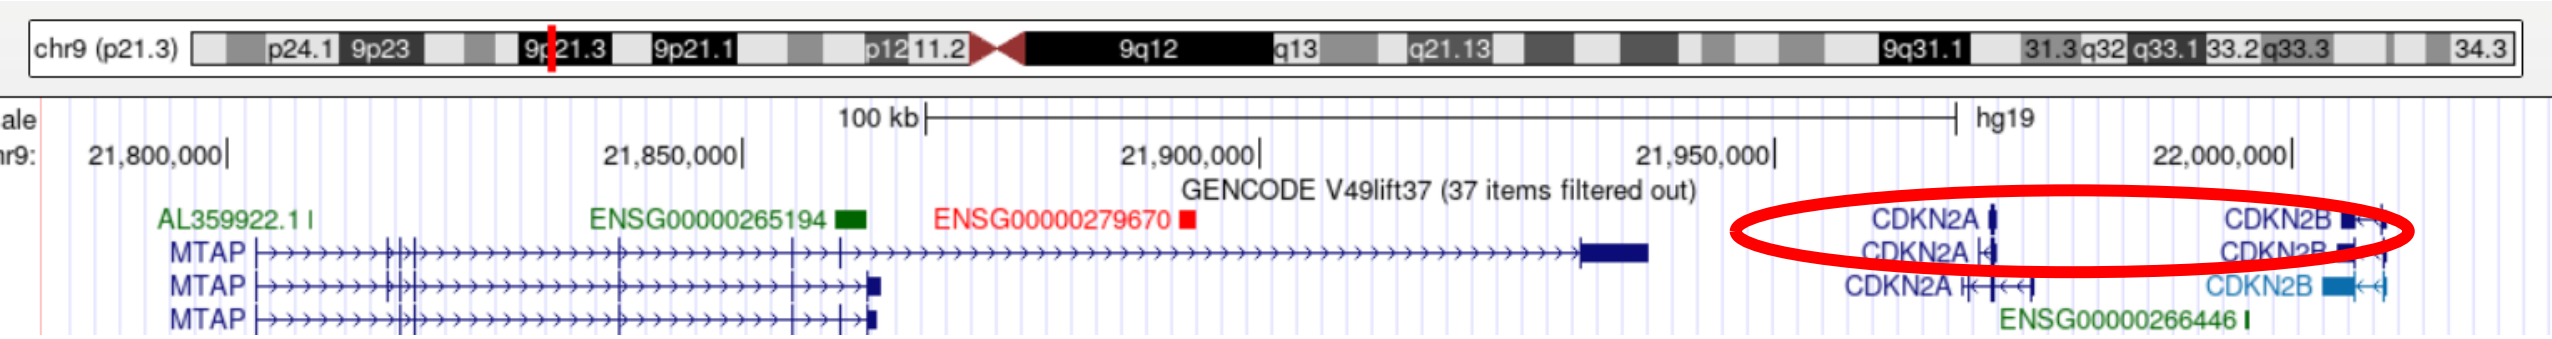 chr9 (p21.3) p24.1 9p23 9p21.3 9p21.1 p12 11.2 9q12 q13 q21.13 9q31.1 31.3 q32 q33.1 33.2 q33.3 34.3
ale 100 kb hg19
hr9: 21,800,000 21,850,000 21,900,000 21,950,000 22,000,000
GENCODE V49lift37 (37 items filtered out)
AL359922.1 ENSG00000265194 ENSG00000279670 CDKN2A CDKN2B
MTAP CDKN2A CDKN2B
MTAP CDKN2A CDKN2B
MTAP ENSG00000266446